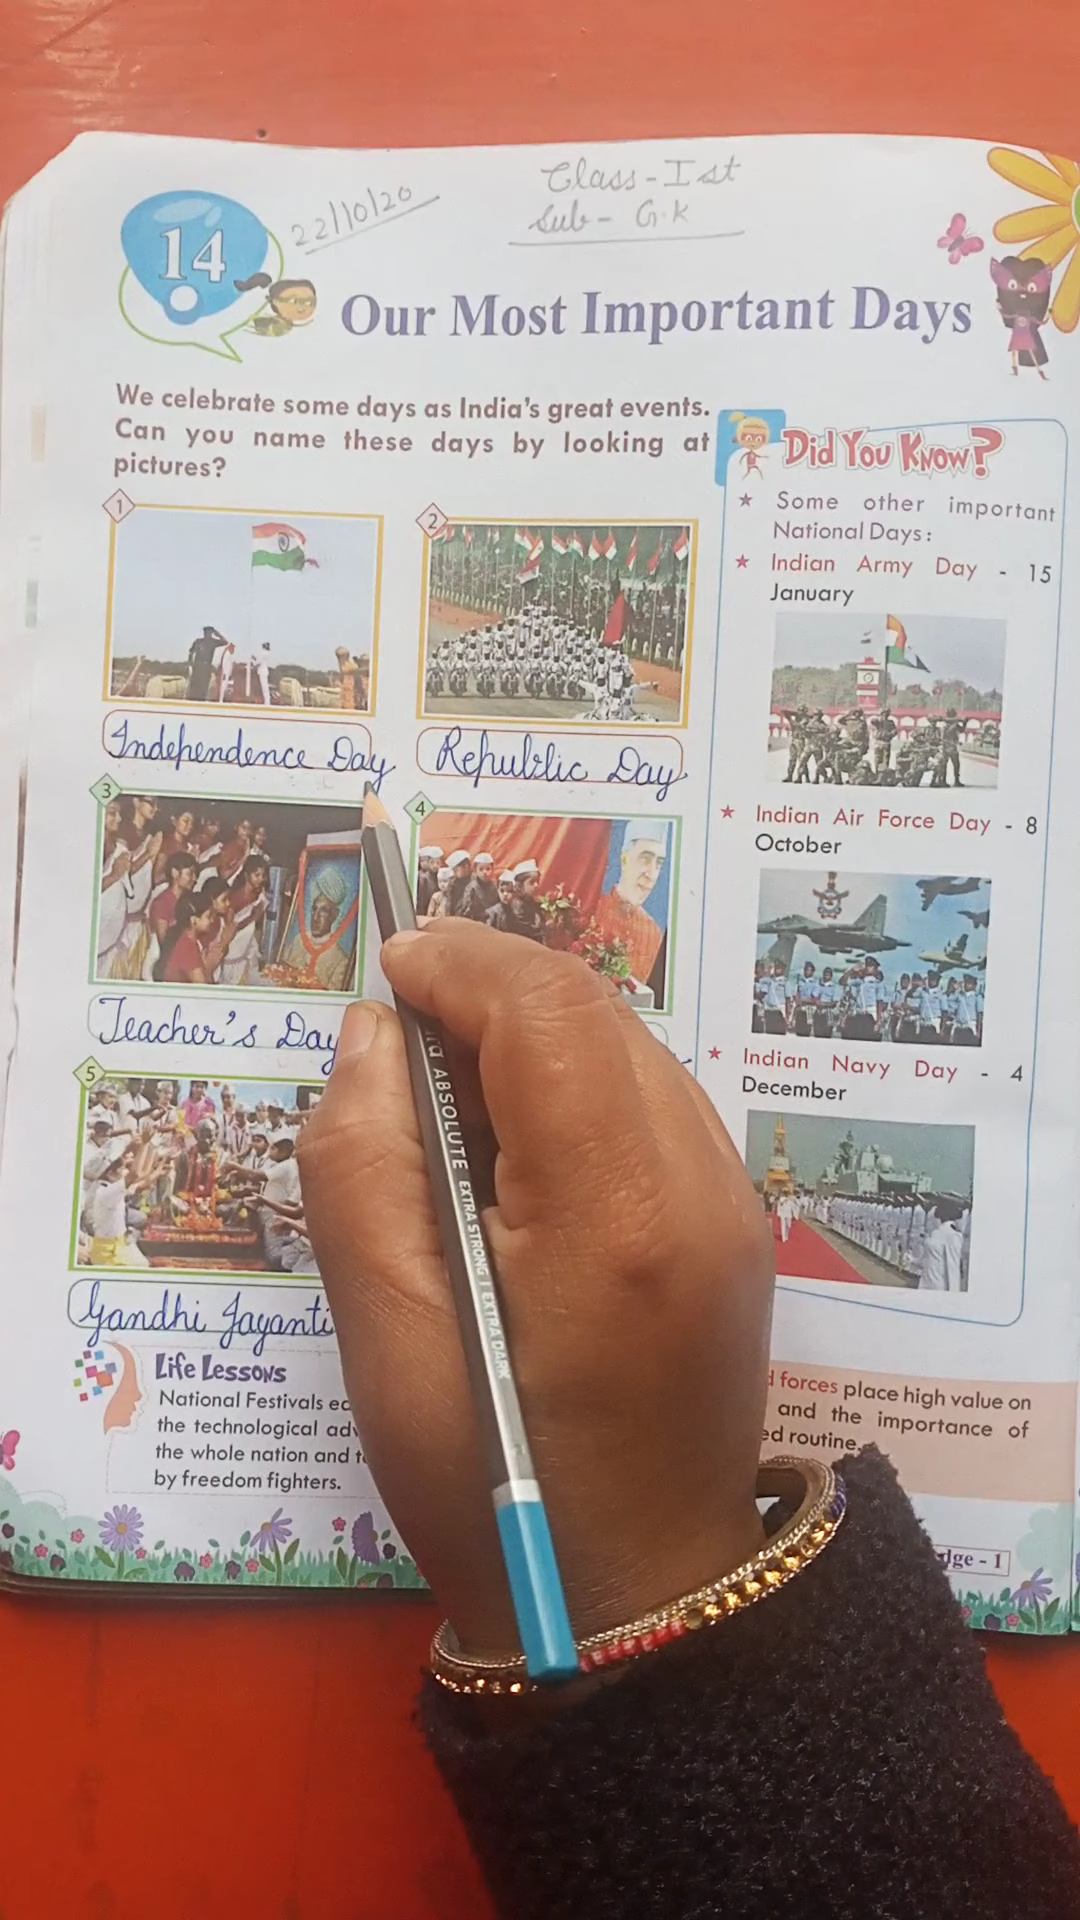 22/10/20
Class - Ist
Sub - G.K
14
Our Most Important Days
We celebrate some days as India's great events.
Can you name these days by looking at
pictures?
1
2
Independence Day
Republic Day
3
4
Teacher's Day
5
Gandhi Jayanti
Life Lessons
National Festivals
the technological
the whole nation and
by freedom fighters.
Did You Know?
★ Some other important
National Days:
★ Indian Army Day - 15
January
★ Indian Air Force Day - 8
October
★ Indian Navy Day - 4
December
forces place high value on
and the importance of
routine.
- 1
ABSOLUTE EXTRA STRONG | EXTRA DARK